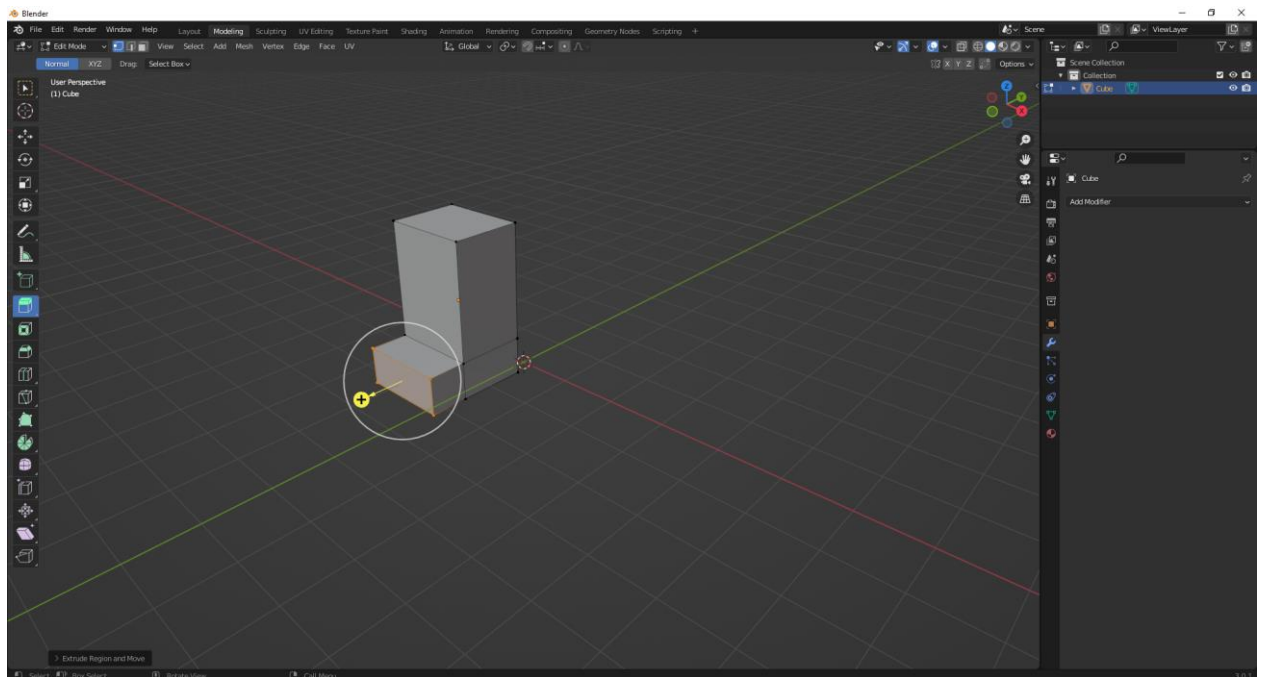 Blender
File Edit Render Window Help Layout Modeling Sculpting UV Editing Texture Paint Shading Animation Rendering Compositing Geometry Nodes Scripting + Scene ViewLayer
Edit Mode View Select Add Mesh Vertex Edge Face UV Global
Normal XYZ Drag: Select Box X Y Z Options
User Perspective
(1) Cube
Z
Y
X
Scene Collection
Collection
Cube
Cube
Add Modifier
> Extrude Region and Move
Select Box Select Rotate View Call Menu 3.0.2